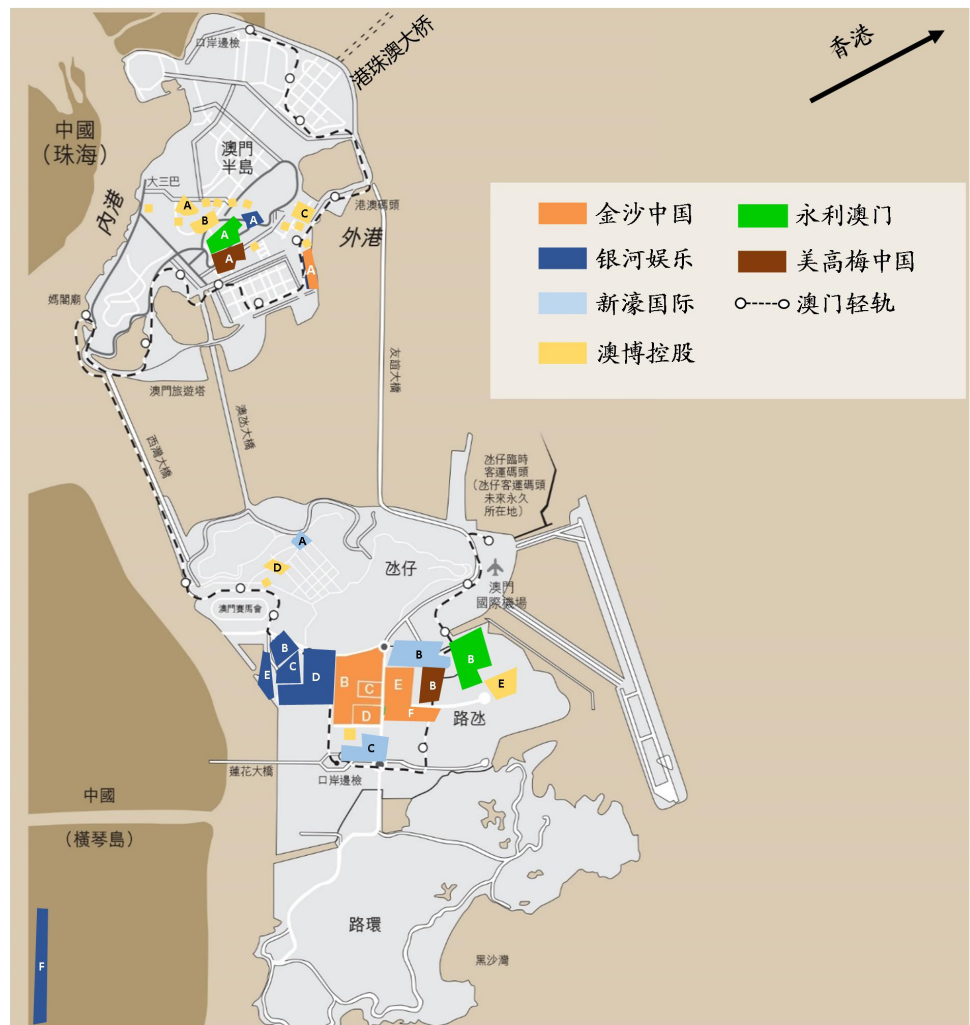 口岸邊檢
港珠澳大桥
香港
中國
（珠海）
澳門
半島
大三巴
內港
A
B
A
C
A
A
A
港澳碼頭
外港
金沙中国
永利澳门
银河娱乐
美高梅中国
新濠国际
澳门轻轨
澳博控股
媽閣廟
友誼大橋
澳門旅遊塔
澳氹大橋
西灣大橋
氹仔臨時
客運碼頭
（氹仔客運碼頭
未來永久
所在地）
A
D
氹仔
澳門
國際機場
澳門賽馬會
B
C
E
D
B
C
D
E
F
B
B
B
E
路氹
C
蓮花大橋
口岸邊檢
中國
（橫琴島）
路環
黑沙灣
F